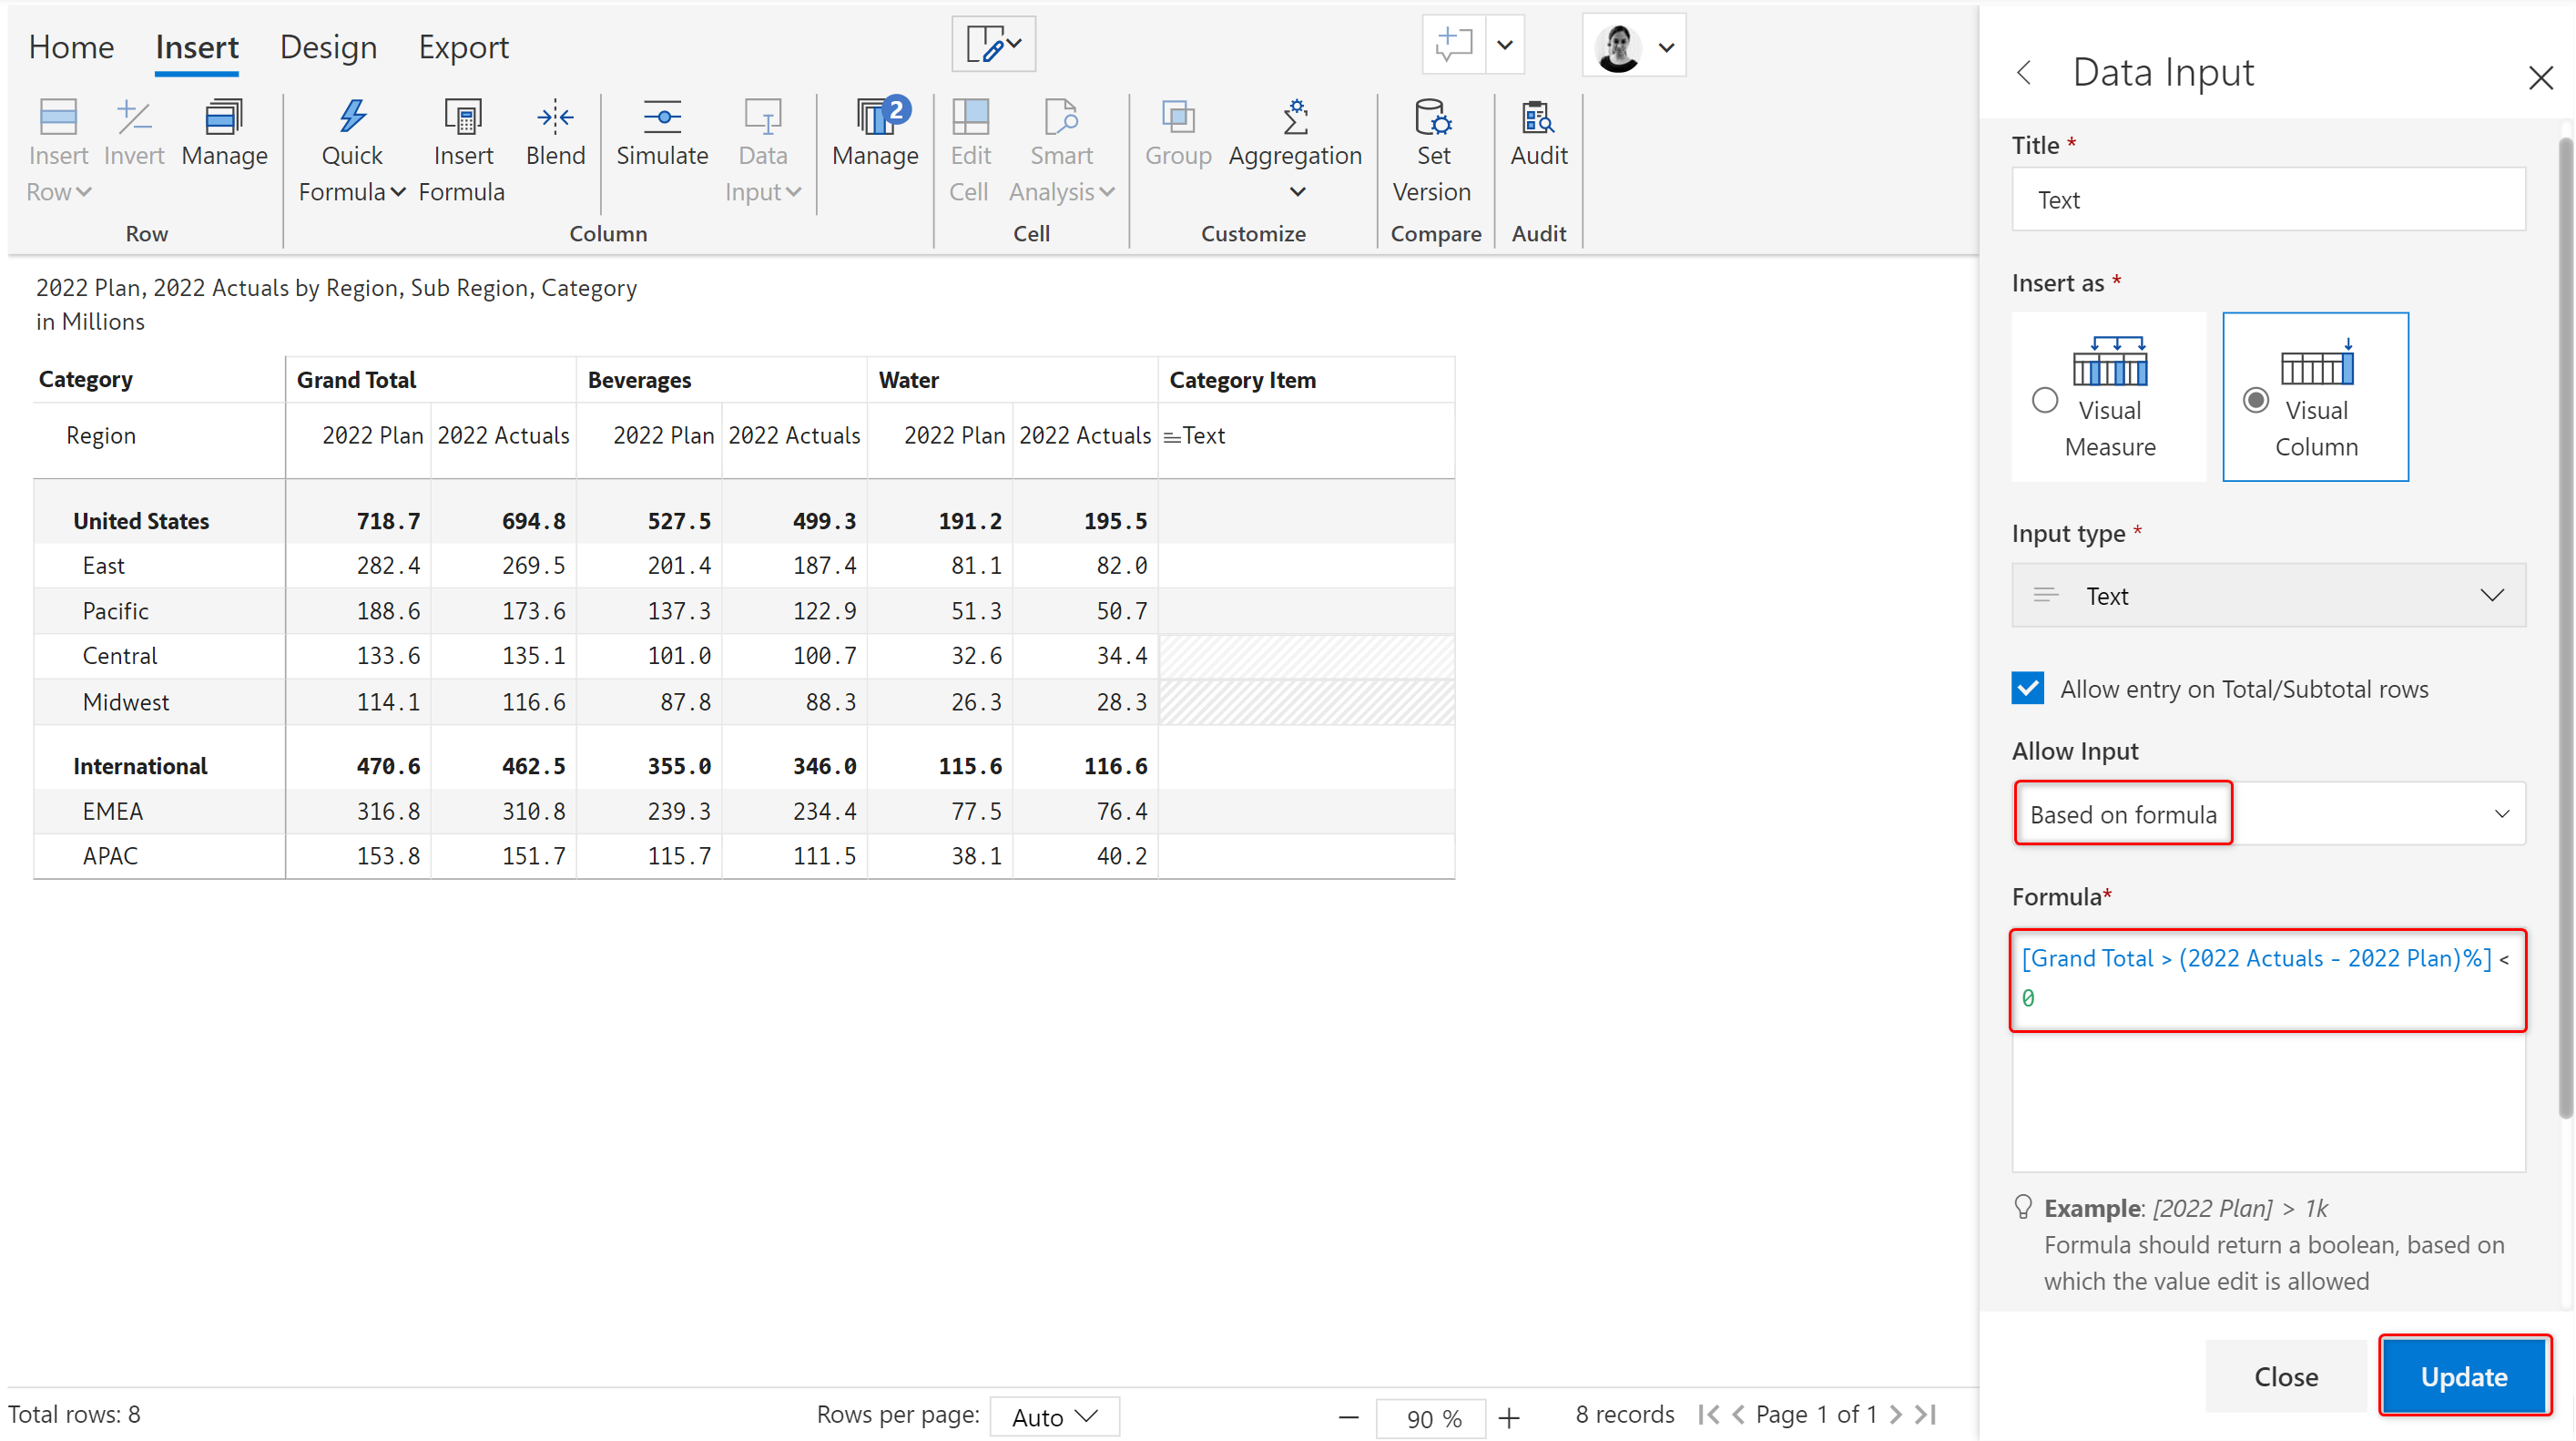 Home Insert Design Export
Insert Row
Invert
Manage
Row
Quick Formula
Insert Formula
Blend
Simulate
Data Input
Manage
2
Column
Edit Cell
Smart Analysis
Cell
Group
Aggregation
Customize
Set Version
Compare
Audit
Audit
2022 Plan, 2022 Actuals by Region, Sub Region, Category
in Millions
Category Grand Total Beverages Water Category Item
Region 2022 Plan 2022 Actuals 2022 Plan 2022 Actuals 2022 Plan 2022 Actuals Text
United States 718.7 694.8 527.5 499.3 191.2 195.5
East 282.4 269.5 201.4 187.4 81.1 82.0
Pacific 188.6 173.6 137.3 122.9 51.3 50.7
Central 133.6 135.1 101.0 100.7 32.6 34.4
Midwest 114.1 116.6 87.8 88.3 26.3 28.3
International 470.6 462.5 355.0 346.0 115.6 116.6
EMEA 316.8 310.8 239.3 234.4 77.5 76.4
APAC 153.8 151.7 115.7 111.5 38.1 40.2
Total rows: 8
Rows per page: Auto
90 %
8 records
Page 1 of 1
Data Input
Title *
Text
Insert as *
Visual Measure
Visual Column
Input type *
Text
Allow entry on Total/Subtotal rows
Allow Input
Based on formula
Formula*
[Grand Total > (2022 Actuals - 2022 Plan)%] <
0
Example: [2022 Plan] > 1k
Formula should return a boolean, based on
which the value edit is allowed
Close
Update